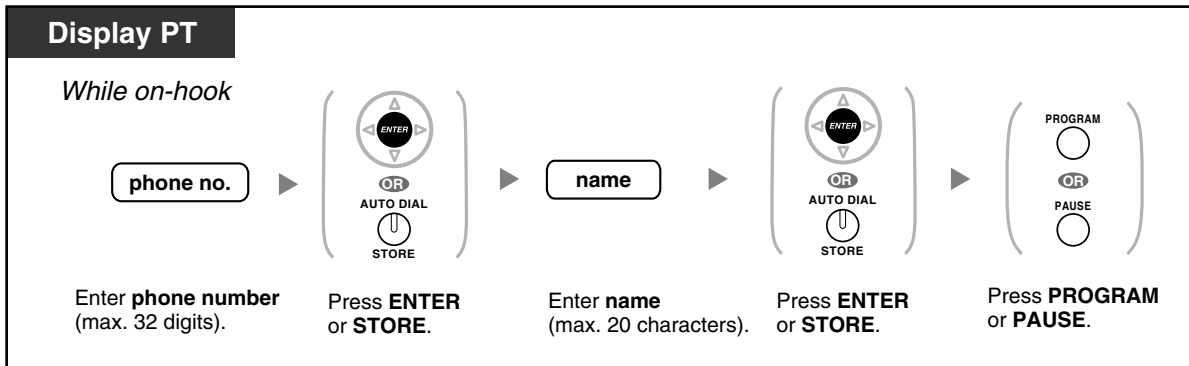 Display PT
While on-hook
phone no.
ENTER
OR
AUTO DIAL
STORE
name
ENTER
OR
AUTO DIAL
STORE
PROGRAM
OR
PAUSE
Enter phone number
(max. 32 digits).
Press ENTER
or STORE.
Enter name
(max. 20 characters).
Press ENTER
or STORE.
Press PROGRAM
or PAUSE.